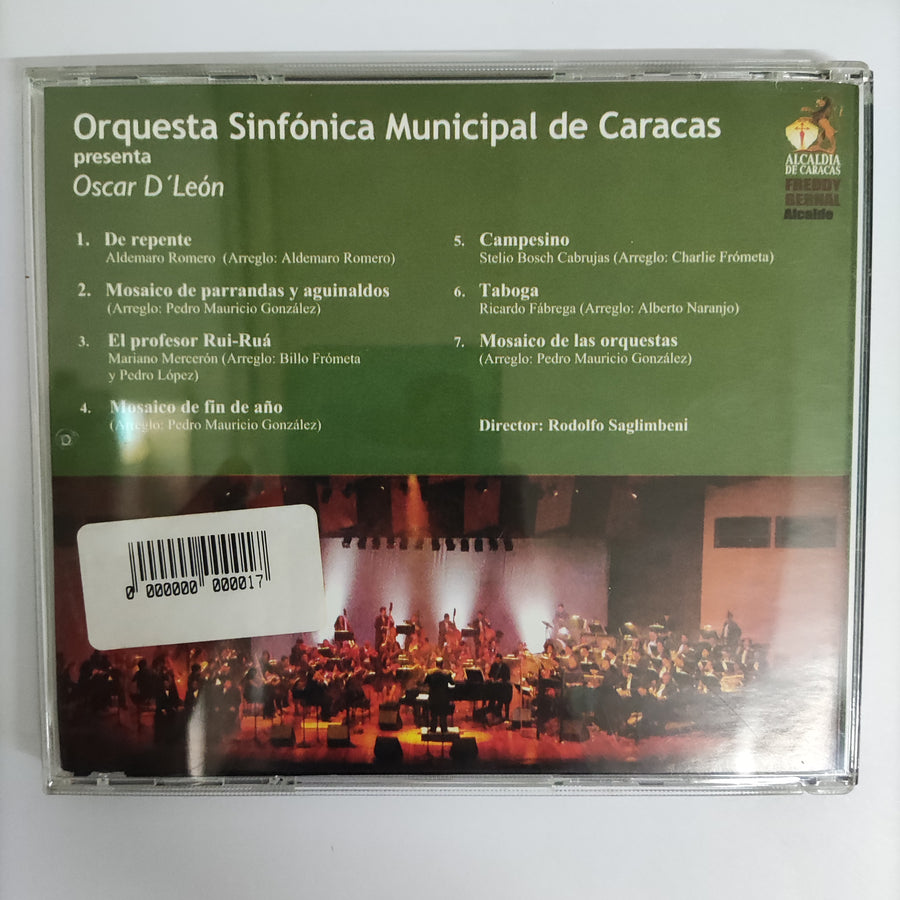 Orquesta Sinfónica Municipal de Caracas
presenta
Oscar D´León
ALCALDIA
DE CARACAS
FREDDY
BERNAL
Alcalde
1. De repente
Aldemaro Romero (Arreglo: Aldemaro Romero)
2. Mosaico de parrandas y aguinaldos
(Arreglo: Pedro Mauricio González)
3. El profesor Rui-Ruá
Mariano Mercerón (Arreglo: Billo Frómeta
y Pedro López)
4. Mosaico de fin de año
(Arreglo: Pedro Mauricio González)
5. Campesino
Stelio Bosch Cabrujas (Arreglo: Charlie Frómeta)
6. Taboga
Ricardo Fábrega (Arreglo: Alberto Naranjo)
7. Mosaico de las orquestas
(Arreglo: Pedro Mauricio González)
Director: Rodolfo Saglimbeni
0 000000 000017